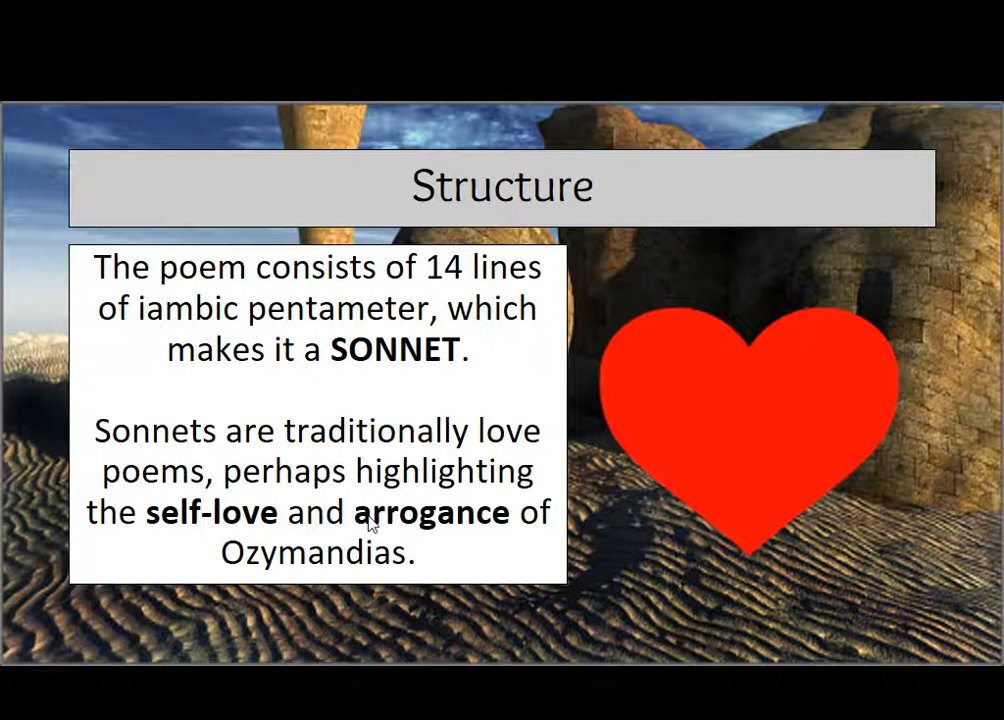 Structure
The poem consists of 14 lines
of iambic pentameter, which
makes it a SONNET.
Sonnets are traditionally love
poems, perhaps highlighting
the self-love and arrogance of
Ozymandias.